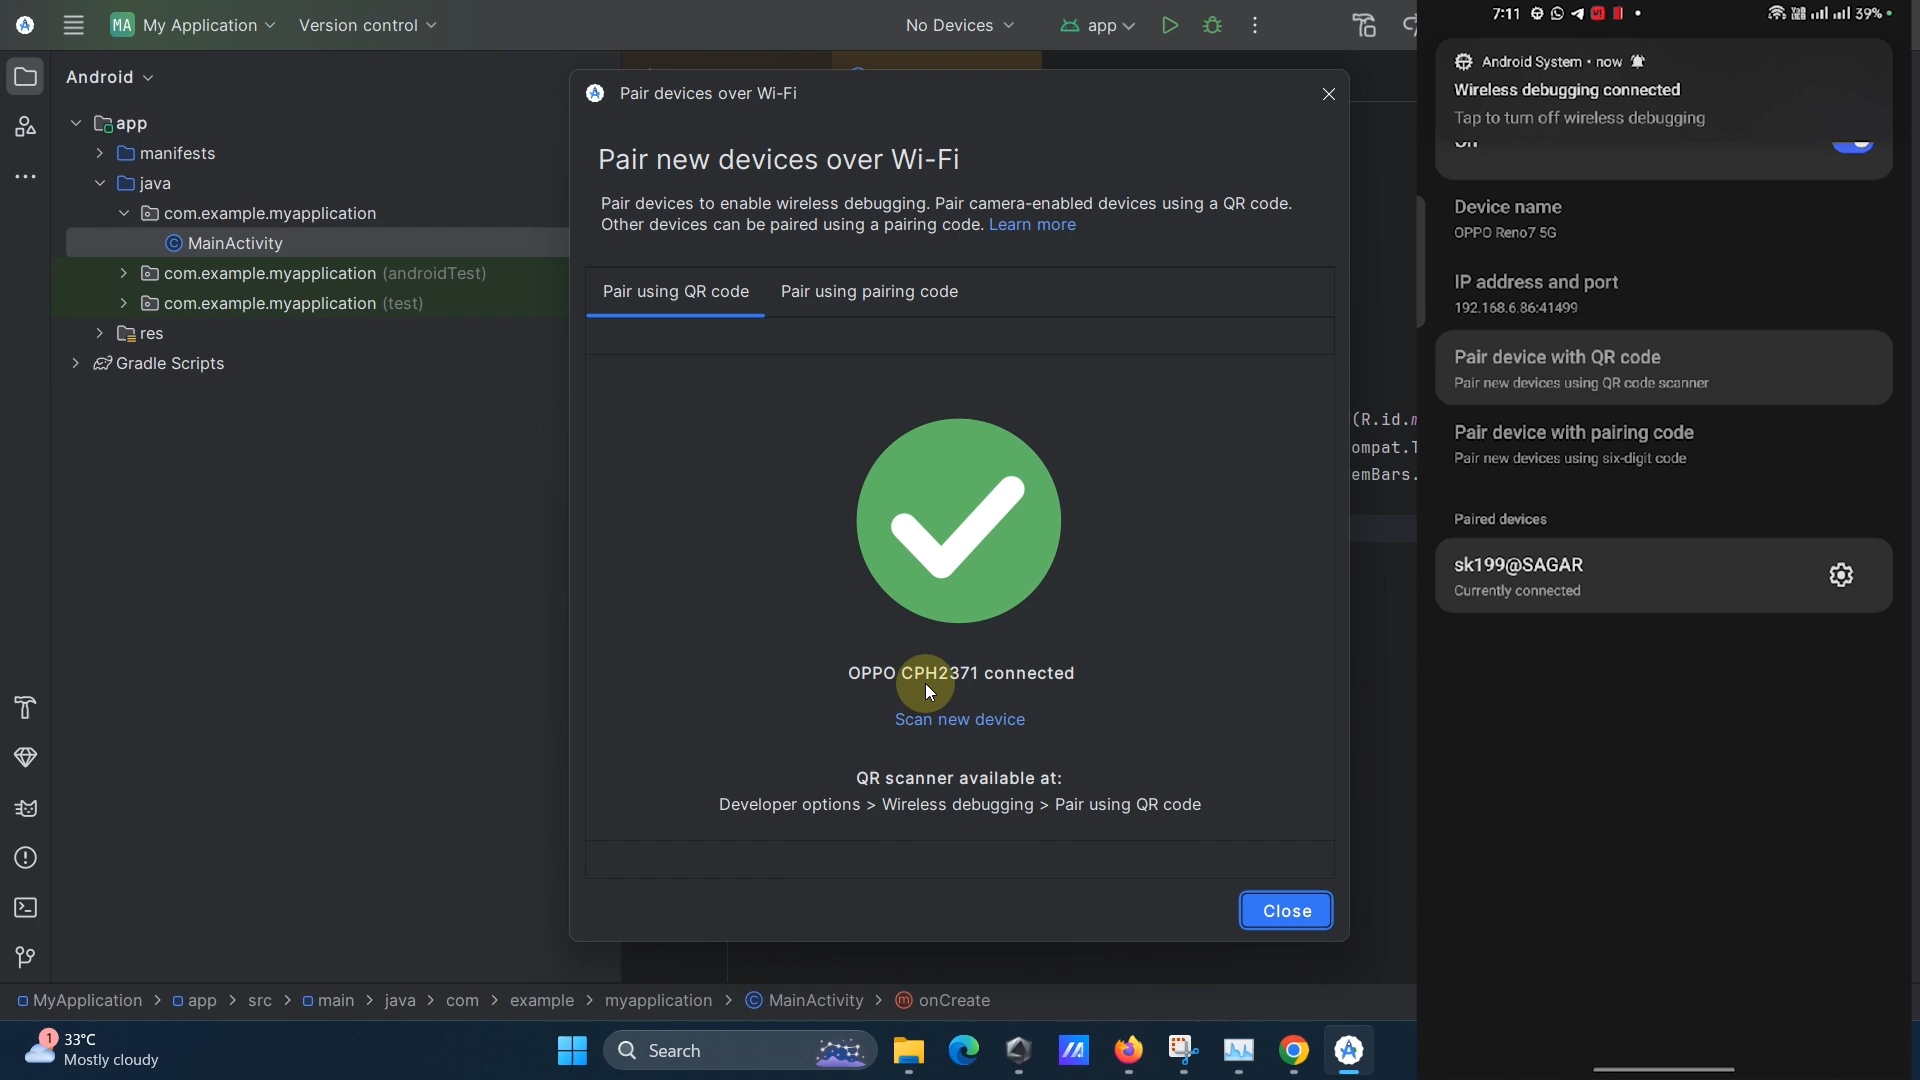 MA My Application
Version control
No Devices
app
Android
app
manifests
java
com.example.myapplication
MainActivity
com.example.myapplication (androidTest)
com.example.myapplication (test)
res
Gradle Scripts
Pair devices over Wi-Fi
Pair new devices over Wi-Fi
Pair devices to enable wireless debugging. Pair camera-enabled devices using a QR code.
Other devices can be paired using a pairing code. Learn more
Pair using QR code
Pair using pairing code
OPPO CPH2371 connected
Scan new device
QR scanner available at:
Developer options > Wireless debugging > Pair using QR code
Close
(R.id.m
ompat.T
emBars.
7:11
39%
Android System • now
Wireless debugging connected
Tap to turn off wireless debugging
On
Device name
OPPO Reno7 5G
IP address and port
192.168.6.86:41499
Pair device with QR code
Pair new devices using QR code scanner
Pair device with pairing code
Pair new devices using six-digit code
Paired devices
sk199@SAGAR
Currently connected
MyApplication > app > src > main > java > com > example > myapplication > MainActivity > onCreate
1
33°C
Mostly cloudy
Search